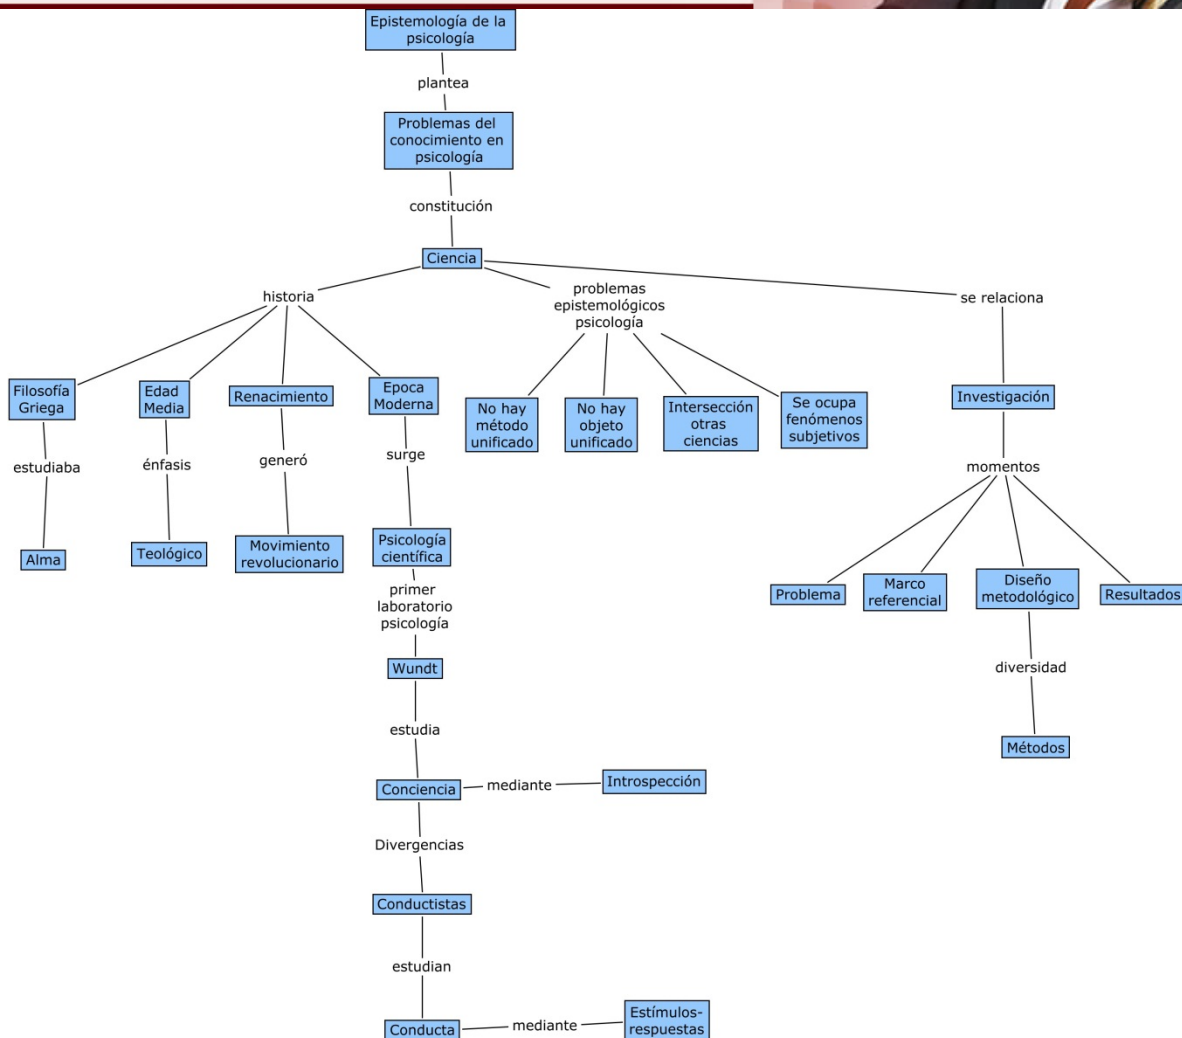 Epistemología de la
psicología
plantea
Problemas del
conocimiento en
psicología
constitución
Ciencia
historia
problemas
epistemológicos
psicología
se relaciona
Filosofía
Griega
Edad
Media
Renacimiento
Epoca
Moderna
No hay
método
unificado
No hay
objeto
unificado
Intersección
otras
ciencias
Se ocupa
fenómenos
subjetivos
Investigación
estudiaba
énfasis
generó
surge
momentos
Alma
Teológico
Movimiento
revolucionario
Psicología
científica
Problema
Marco
referencial
Diseño
metodológico
Resultados
primer
laboratorio
psicología
diversidad
Wundt
Métodos
estudia
Conciencia
mediante
Introspección
Divergencias
Conductistas
estudian
Conducta
mediante
Estímulos-
respuestas